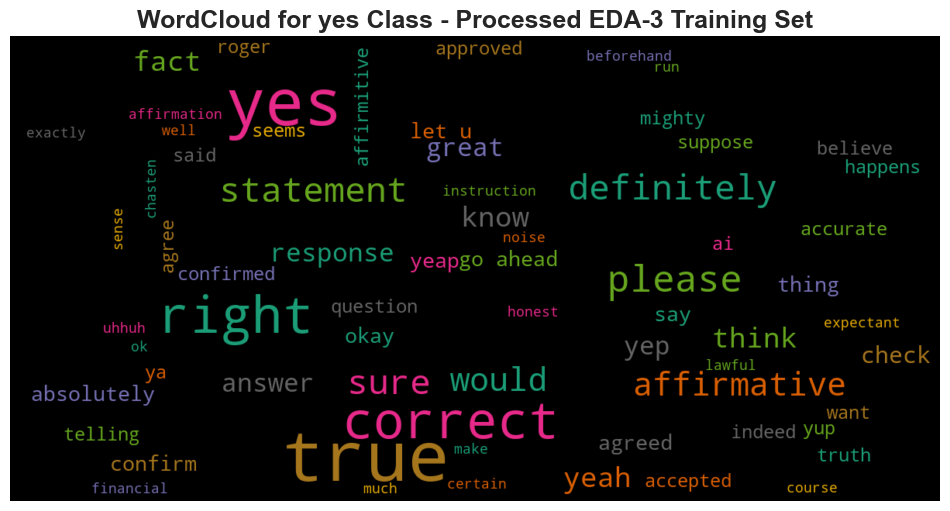 WordCloud for yes Class - Processed EDA-3 Training Set
roger
approved
beforehand
fact
run
affirmitive
yes
affirmation
mighty
exactly
well
seems
let u
suppose
great
said
believe
happens
chasten
statement
instruction
definitely
know
sense
accurate
noise
agree
ai
response
yeap
go ahead
confirmed
please
thing
right
question
honest
say
uhhuh
expectant
okay
think
ok
yep
check
lawful
ya
answer
sure
would
affirmative
absolutely
want
correct
telling
agreed
indeed
yup
true
make
truth
confirm
yeah
accepted
financial
much
certain
course